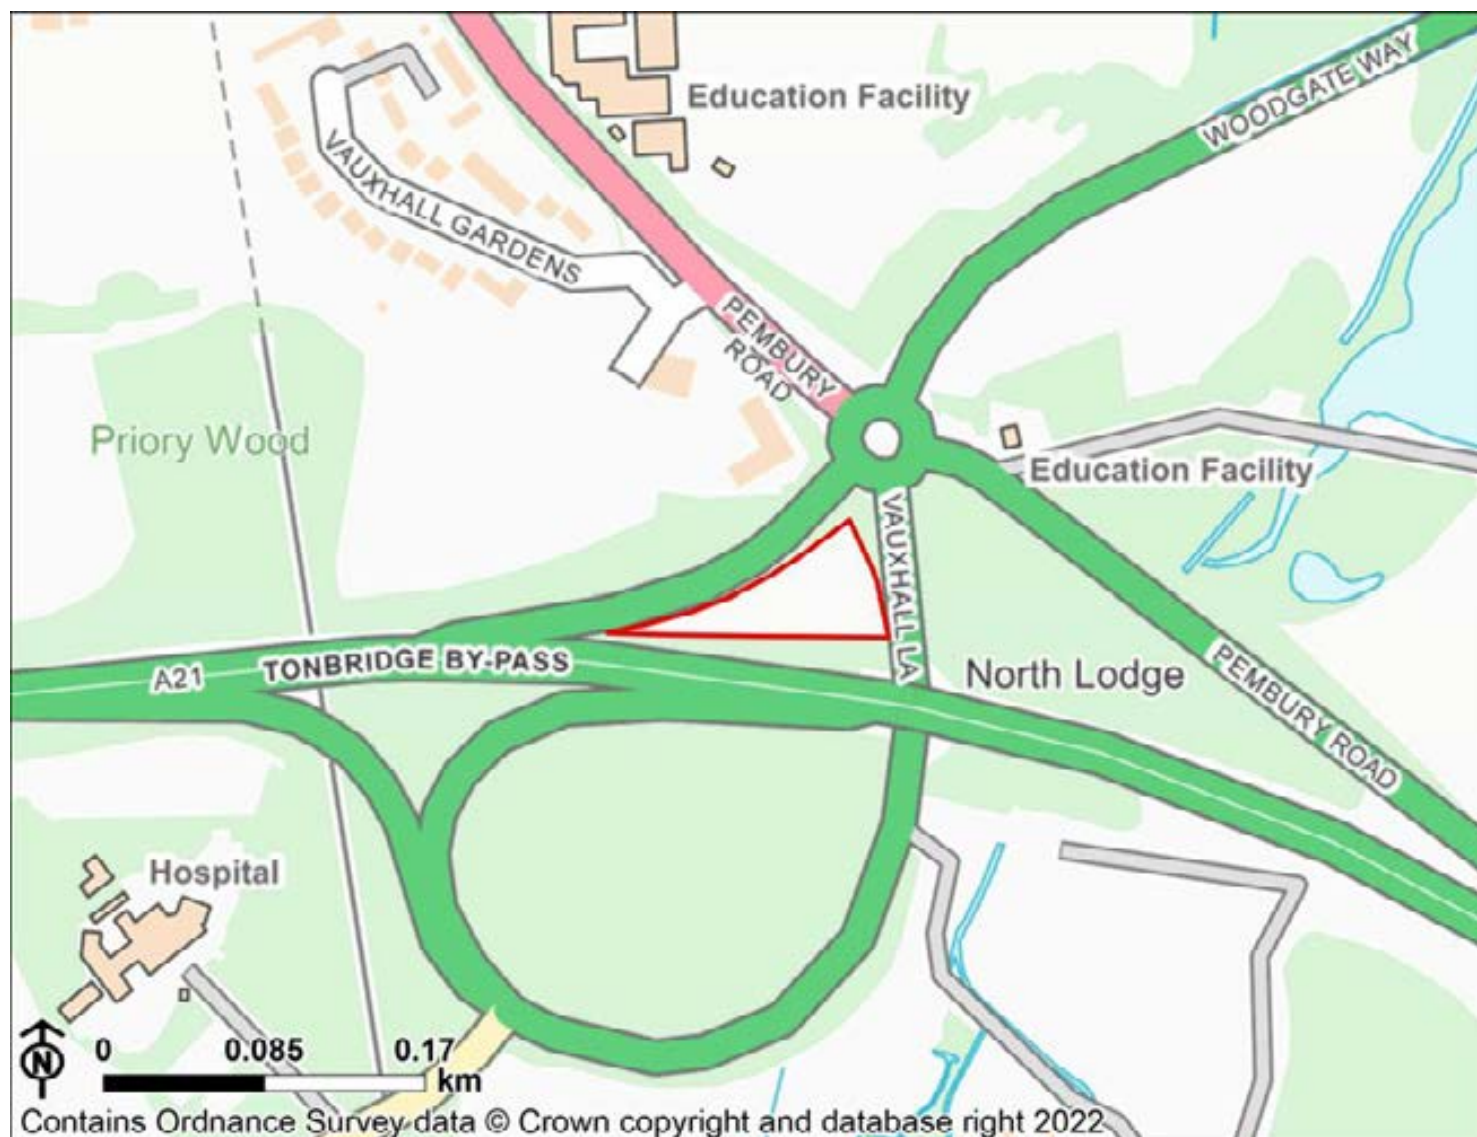 Education Facility
WOODGATE WAY
VAUXHALL GARDENS
PEMBURY
ROAD
Priory Wood
Education Facility
VAUXHALL LA
A21
TONBRIDGE BY-PASS
North Lodge
PEMBURY ROAD
Hospital
N
0 0.085 0.17
km
Contains Ordnance Survey data © Crown copyright and database right 2022